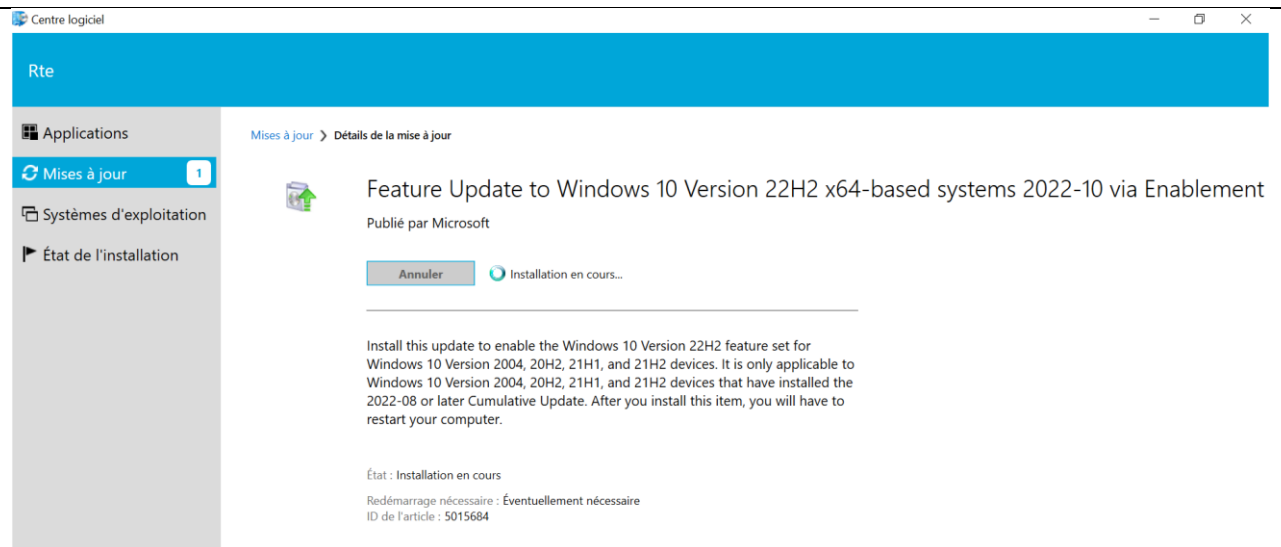 Centre logiciel
Rte
Applications
Mises à jour 1
Systèmes d'exploitation
État de l'installation
Mises à jour ❯ Détails de la mise à jour
Feature Update to Windows 10 Version 22H2 x64-based systems 2022-10 via Enablement
Publié par Microsoft
Annuler
Installation en cours...
Install this update to enable the Windows 10 Version 22H2 feature set for
Windows 10 Version 2004, 20H2, 21H1, and 21H2 devices. It is only applicable to
Windows 10 Version 2004, 20H2, 21H1, and 21H2 devices that have installed the
2022-08 or later Cumulative Update. After you install this item, you will have to
restart your computer.
État : Installation en cours
Redémarrage nécessaire : Éventuellement nécessaire
ID de l'article : 5015684